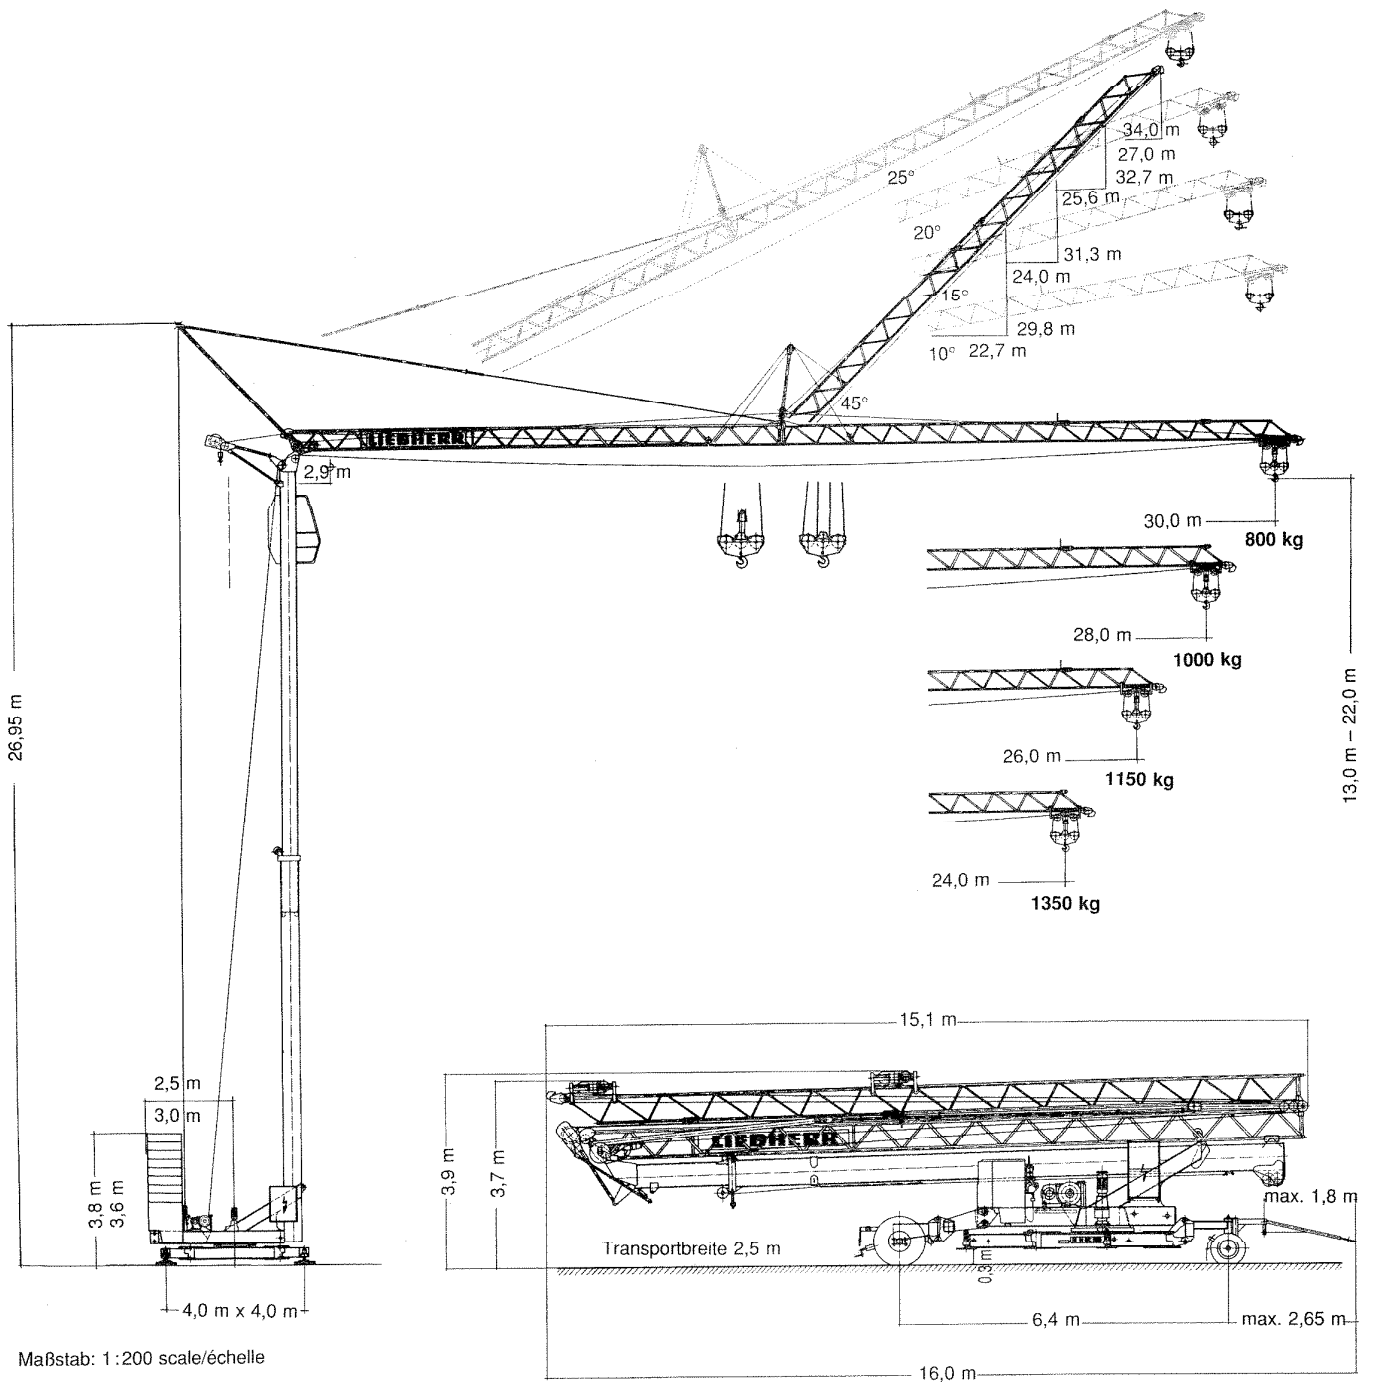 34,0 m
27,0 m
32,7 m
25,6 m
25°
20°
31,3 m
24,0 m
15°
29,8 m
10° 22,7 m
45°
LIEBHERR
2,9 m
30,0 m
800 kg
28,0 m
1000 kg
26,0 m
1150 kg
24,0 m
1350 kg
13,0 m – 22,0 m
26,95 m
2,5 m
3,0 m
3,8 m
3,6 m
4,0 m x 4,0 m
15,1 m
LIEBHERR
3,9 m
3,7 m
max. 1,8 m
Transportbreite 2,5 m
0,3 m
6,4 m
max. 2,65 m
16,0 m
Maßstab: 1:200 scale/échelle